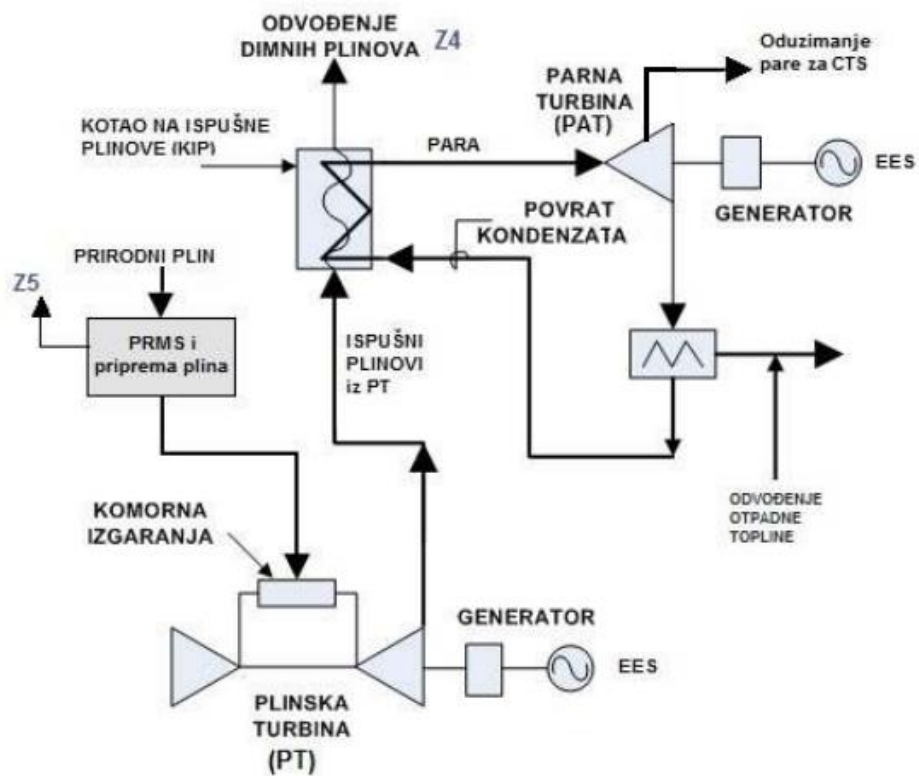 ODVOĐENJE
DIMNIH PLINOVA
Z4
Oduzimanje
pare za CTS
PARNA
TURBINA
(PAT)
KOTAO NA ISPUŠNE
PLINOVE (KIP)
PARA
EES
GENERATOR
POVRAT
KONDENZATA
PRIRODNI PLIN
Z5
PRMS i
priprema plina
ISPUŠNI
PLINOVI
iz PT
ODVOĐENJE
OTPADNE
TOPLINE
KOMORNA
IZGARANJA
GENERATOR
EES
PLINSKA
TURBINA
(PT)